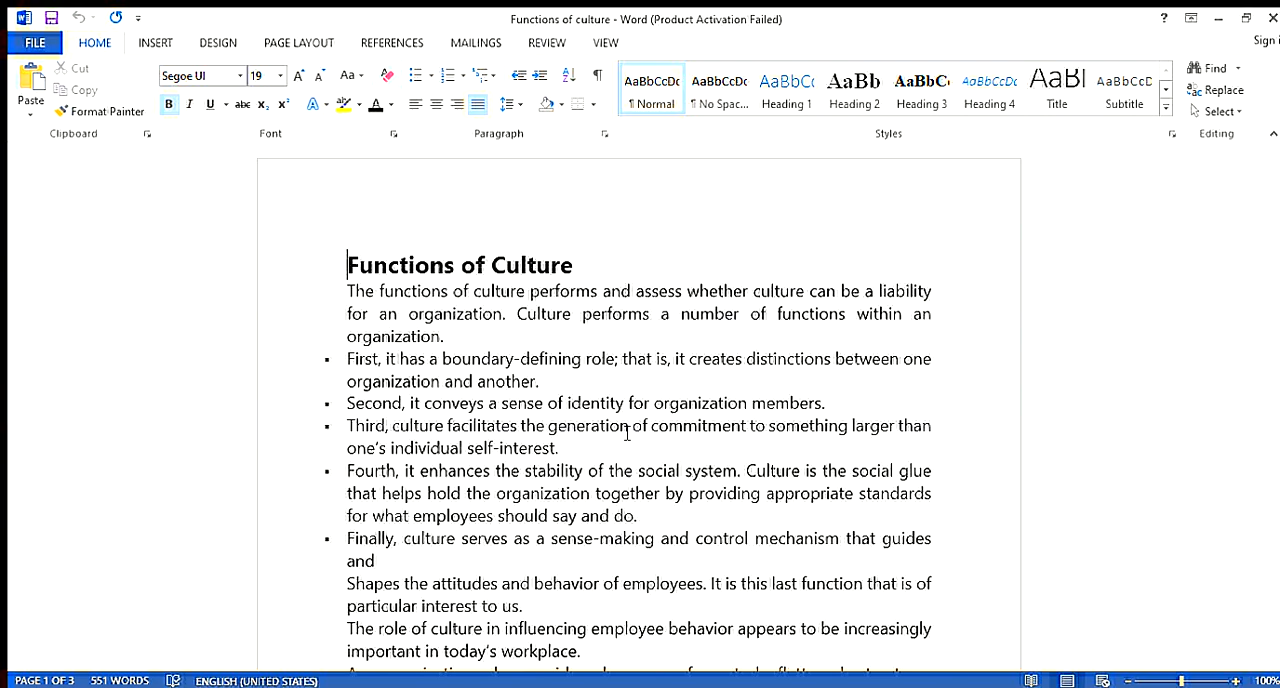 Functions of culture - Word (Product Activation Failed)
?
Sign i
FILE HOME INSERT DESIGN PAGE LAYOUT REFERENCES MAILINGS REVIEW VIEW
Paste
Cut
Copy
Format Painter
Clipboard
Segoe UI 19
Aa
B I U abc X₂ X²
Font
Paragraph
AaBbCcDc AaBbCcDc AaBbC( AaBb AaBbC( AaBbCcDc AaBl AaBbCcD
¶ Normal ¶ No Spac... Heading 1 Heading 2 Heading 3 Heading 4 Title Subtitle
Styles
Find
Replace
Select
Editing
Functions of Culture
The functions of culture performs and assess whether culture can be a liability
for an organization. Culture performs a number of functions within an
organization.
▪ First, it has a boundary-defining role; that is, it creates distinctions between one
organization and another.
▪ Second, it conveys a sense of identity for organization members.
▪ Third, culture facilitates the generation of commitment to something larger than
one's individual self-interest.
▪ Fourth, it enhances the stability of the social system. Culture is the social glue
that helps hold the organization together by providing appropriate standards
for what employees should say and do.
▪ Finally, culture serves as a sense-making and control mechanism that guides
and
Shapes the attitudes and behavior of employees. It is this last function that is of
particular interest to us.
The role of culture in influencing employee behavior appears to be increasingly
important in today's workplace.
PAGE 1 OF 3 551 WORDS ENGLISH (UNITED STATES) 100%